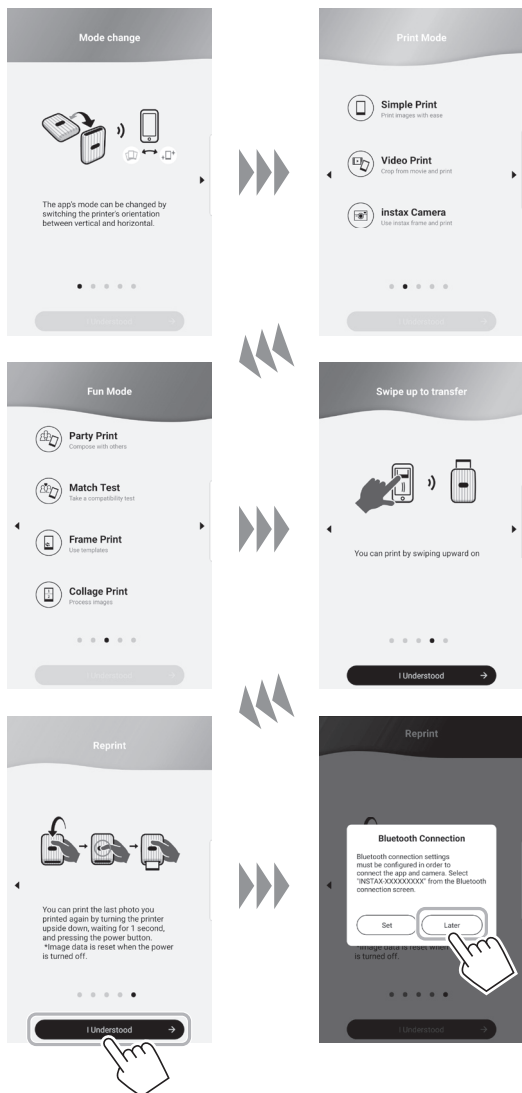 Mode change
The app's mode can be changed by
switching the printer's orientation
between vertical and horizontal.
I Understood
Print Mode
Simple Print
Print images with ease
Video Print
Crop from movie and print
instax Camera
Use instax frame and print
I Understood
Fun Mode
Party Print
Compose with others
Match Test
Take a compatibility test
Frame Print
Use templates
Collage Print
Process images
I Understood
Swipe up to transfer
You can print by swiping upward on
I Understood
Reprint
You can print the last photo you
printed again by turning the printer
upside down, waiting for 1 second,
and pressing the power button.
*Image data is reset when the power
is turned off.
I Understood
Reprint
Bluetooth Connection
Bluetooth connection settings
must be configured in order to
connect the app and camera. Select
"INSTAX-XXXXXXXXX" from the Bluetooth
connection screen.
Set
Later
*Image data is reset when
is turned off.
I Understood